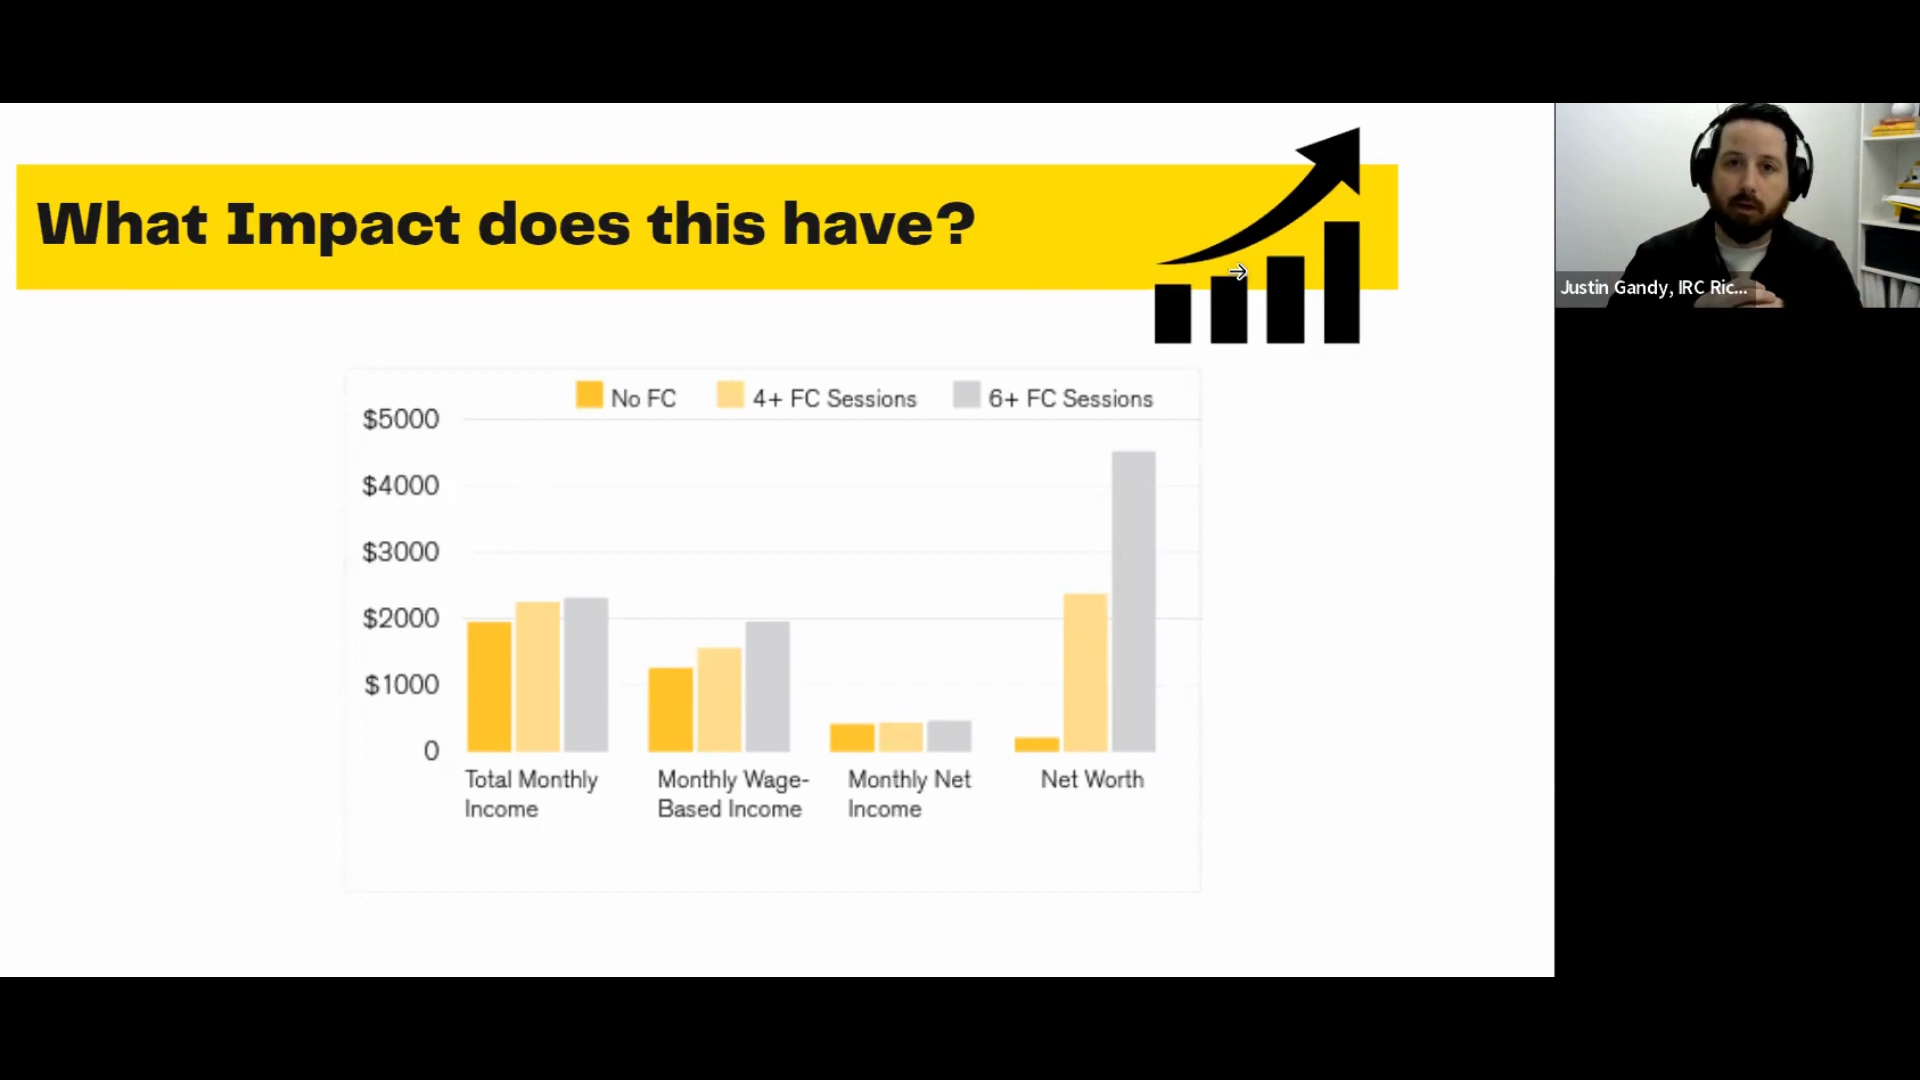 What Impact does this have?
Justin Gandy, IRC Ric...
No FC
4+ FC Sessions
6+ FC Sessions
$5000
$4000
$3000
$2000
$1000
0
Total Monthly
Income
Monthly Wage-
Based Income
Monthly Net
Income
Net Worth